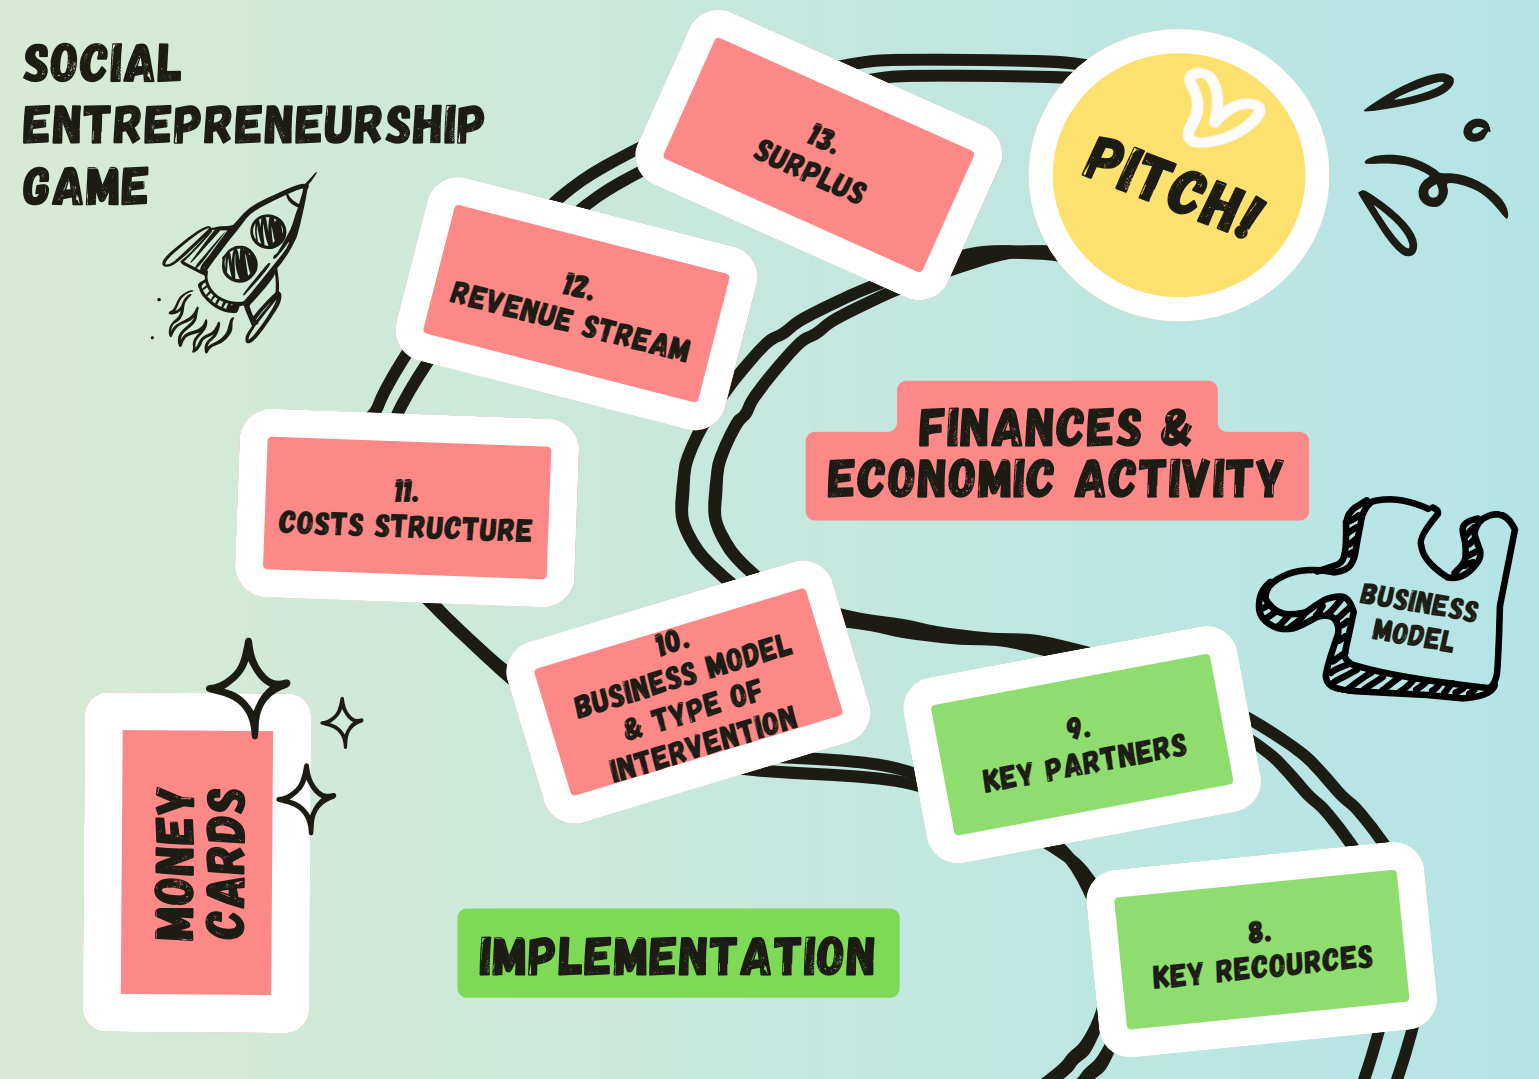 SOCIAL
ENTREPRENEURSHIP
GAME
13.
SURPLUS
PITCH!
12.
REVENUE STREAM
FINANCES &
ECONOMIC ACTIVITY
11.
COSTS STRUCTURE
BUSINESS
MODEL
10.
BUSINESS MODEL
& TYPE OF
INTERVENTION
9.
KEY PARTNERS
MONEY
CARDS
IMPLEMENTATION
8.
KEY RECOURCES